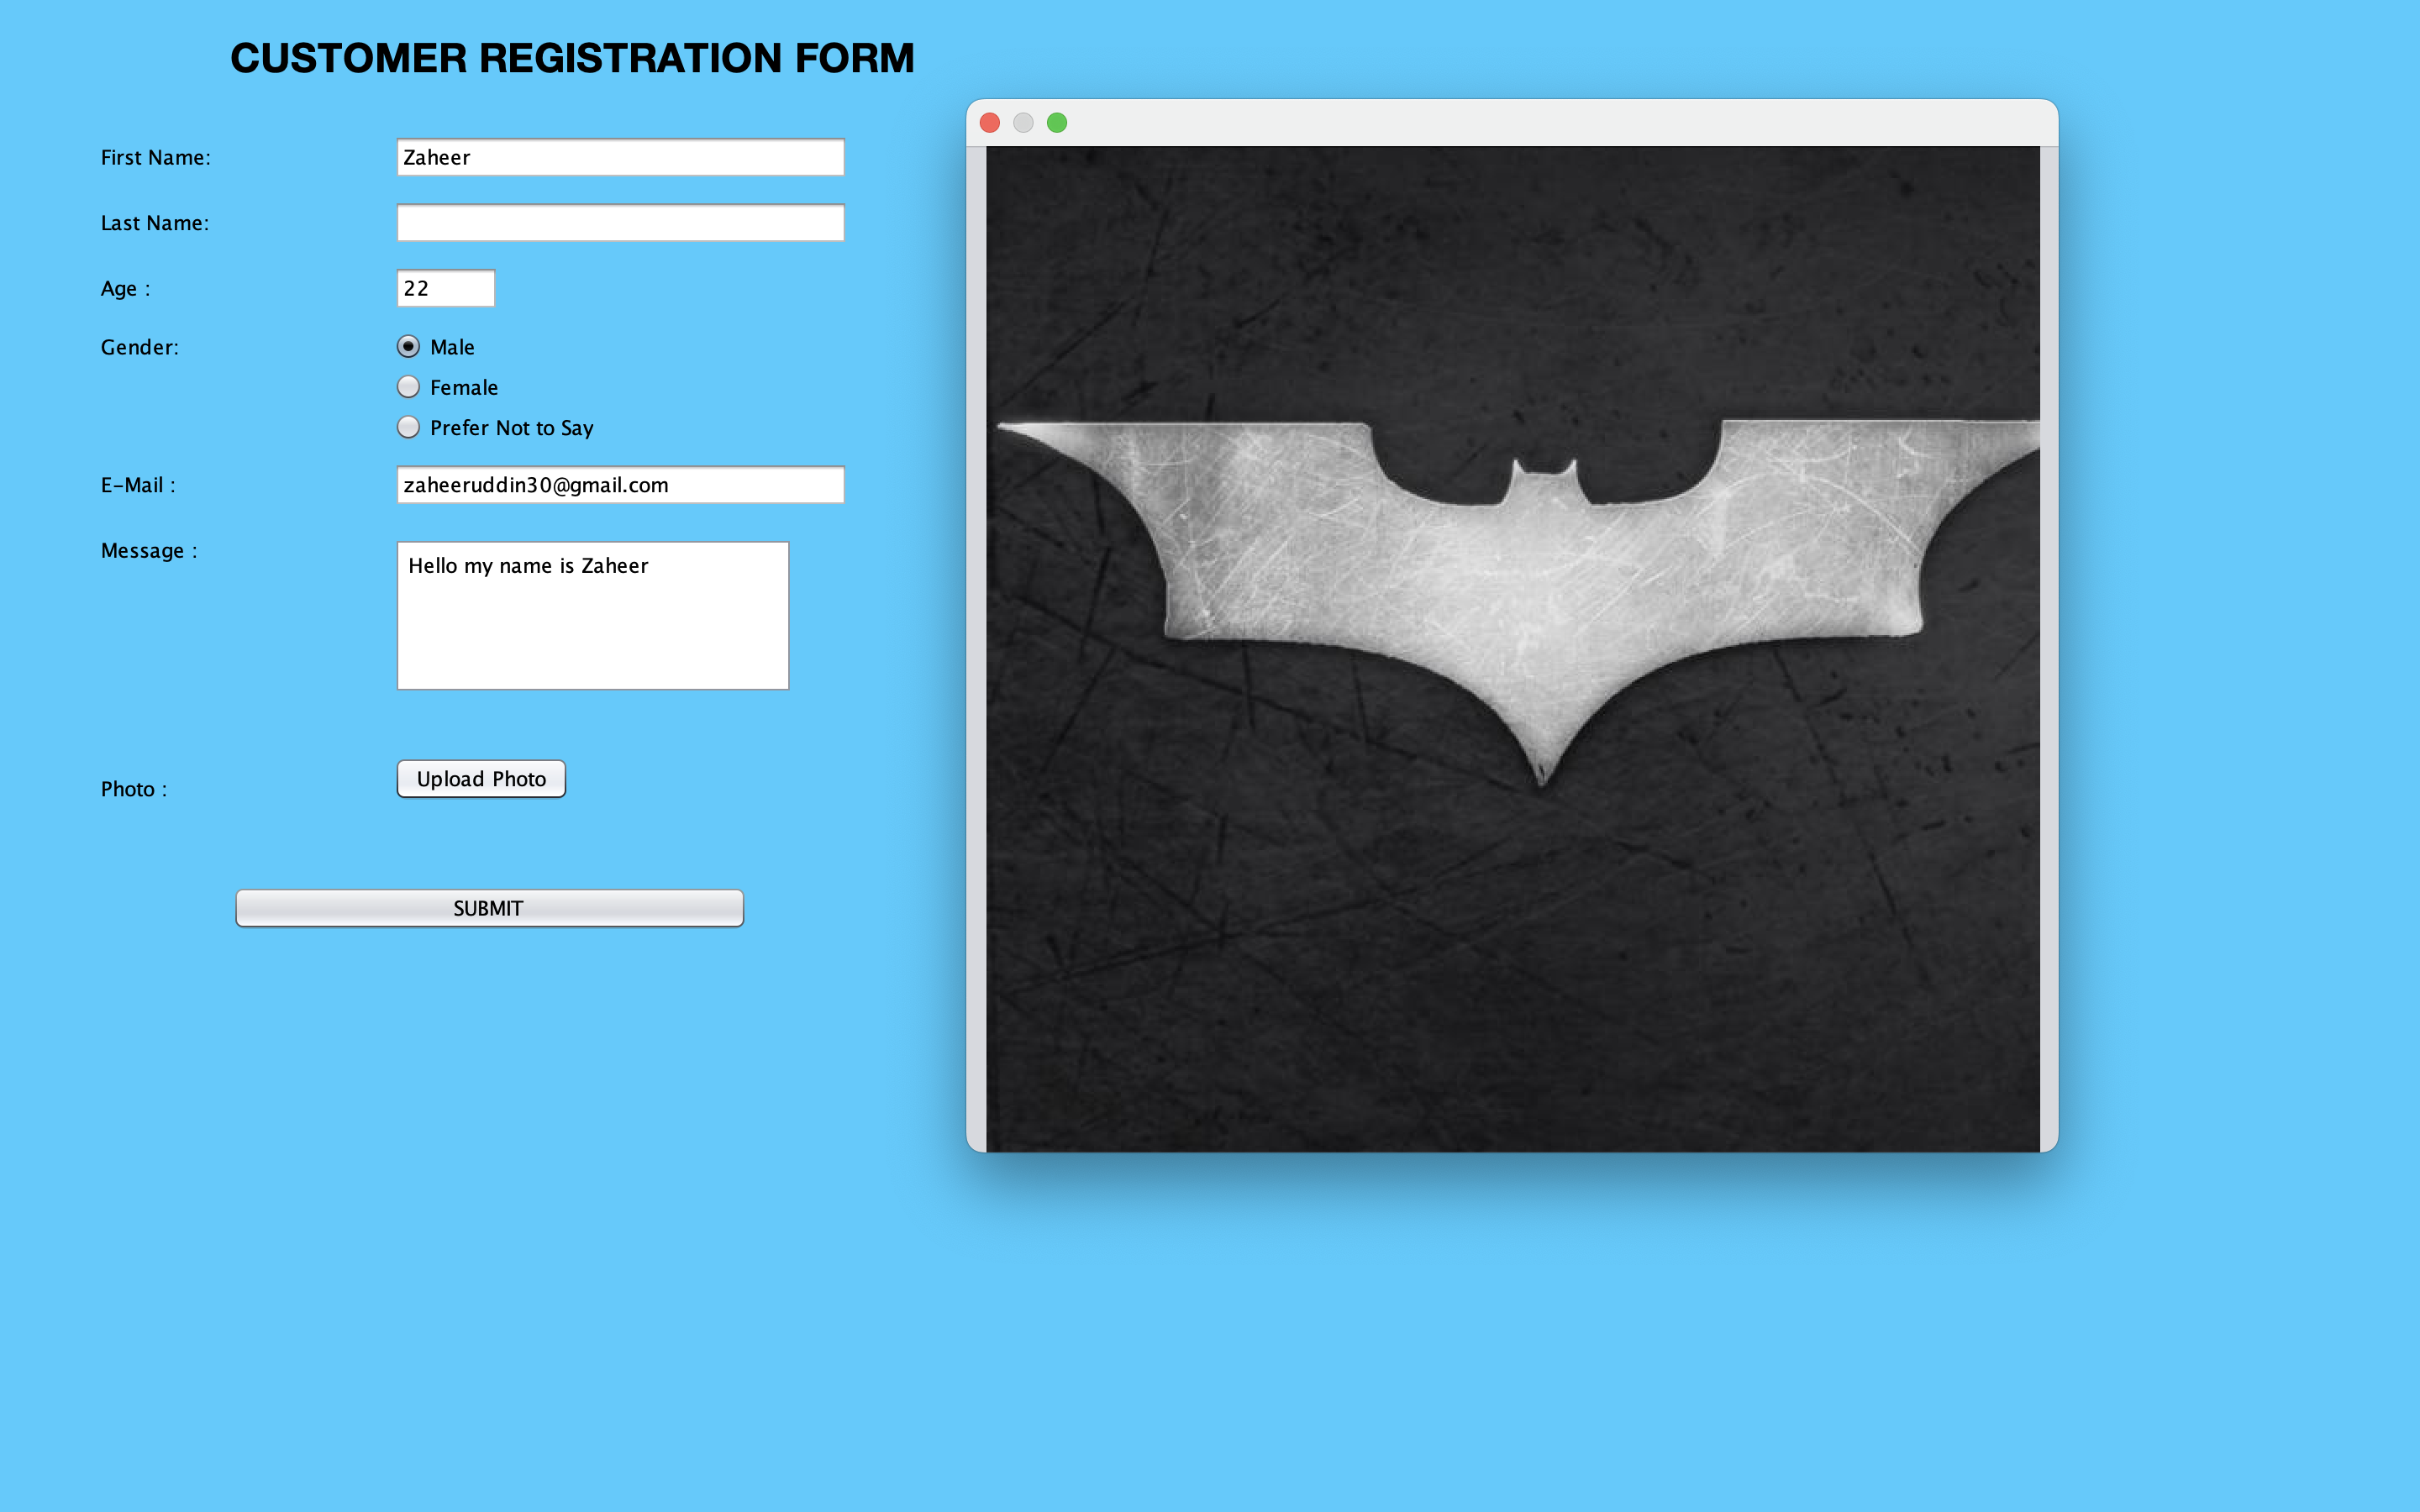 CUSTOMER REGISTRATION FORM
First Name: Zaheer
Last Name:
Age : 22
Gender: Male
Female
Prefer Not to Say
E-Mail : zaheeruddin30@gmail.com
Message : Hello my name is Zaheer
Photo : Upload Photo
SUBMIT